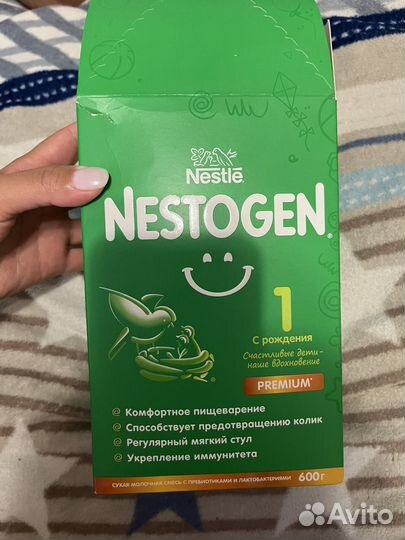 Nestlé
NESTOGEN®
1
С рождения
Счастливые дети-
наше вдохновение
PREMIUM*
Комфортное пищеварение
Способствует предотвращению колик
Регулярный мягкий стул
Укрепление иммунитета
СУХАЯ МОЛОЧНАЯ СМЕСЬ С ПРЕБИОТИКАМИ И ЛАКТОБАКТЕРИЯМИ 600г
Avito